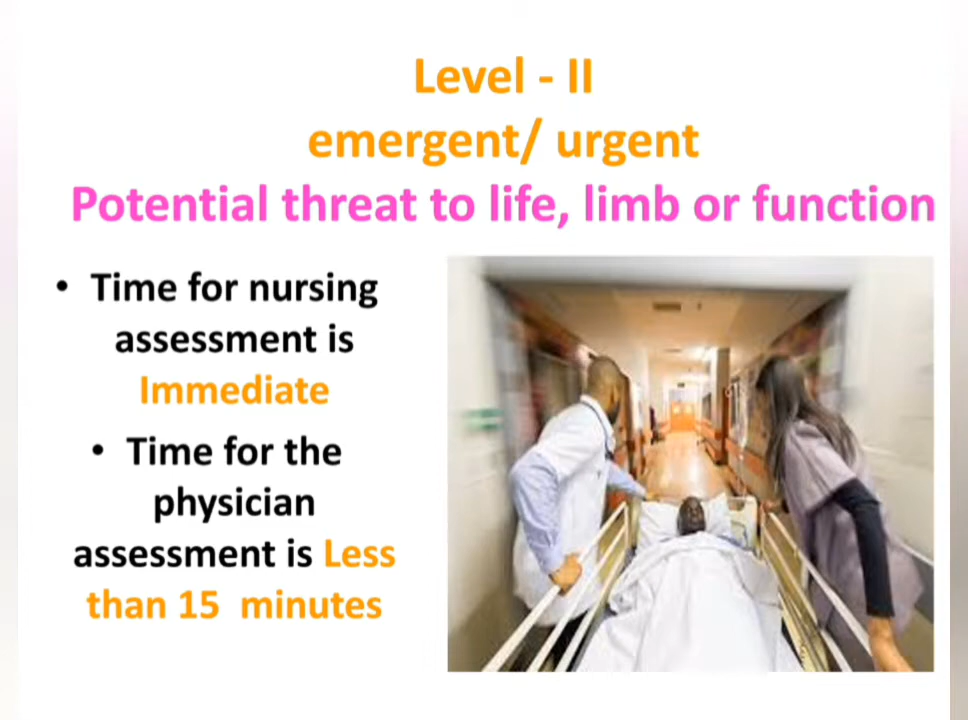 Level - II
emergent/ urgent
Potential threat to life, limb or function
• Time for nursing
assessment is
Immediate
• Time for the
physician
assessment is Less
than 15 minutes